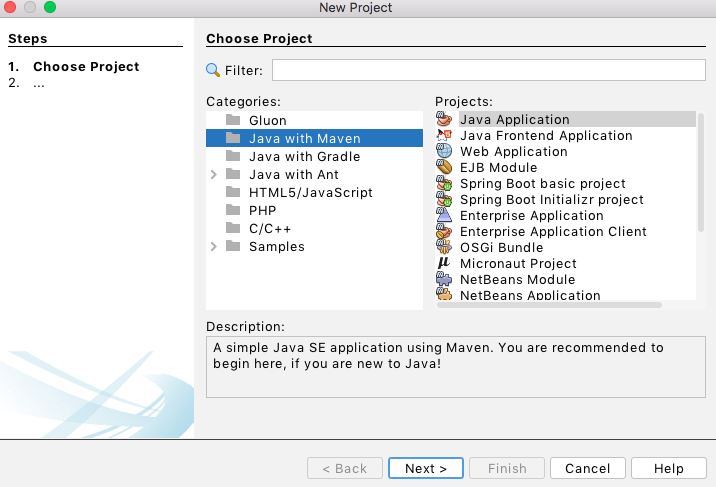 New Project
Steps
1. Choose Project
2. ...
Choose Project
Filter:
Categories:
Gluon
Java with Maven
Java with Gradle
Java with Ant
HTML5/JavaScript
PHP
C/C++
Samples
Projects:
Java Application
Java Frontend Application
Web Application
EJB Module
Spring Boot basic project
Spring Boot Initializr project
Enterprise Application
Enterprise Application Client
OSGi Bundle
μ Micronaut Project
NetBeans Module
NetBeans Application
Description:
A simple Java SE application using Maven. You are recommended to
begin here, if you are new to Java!
< Back
Next >
Finish
Cancel
Help